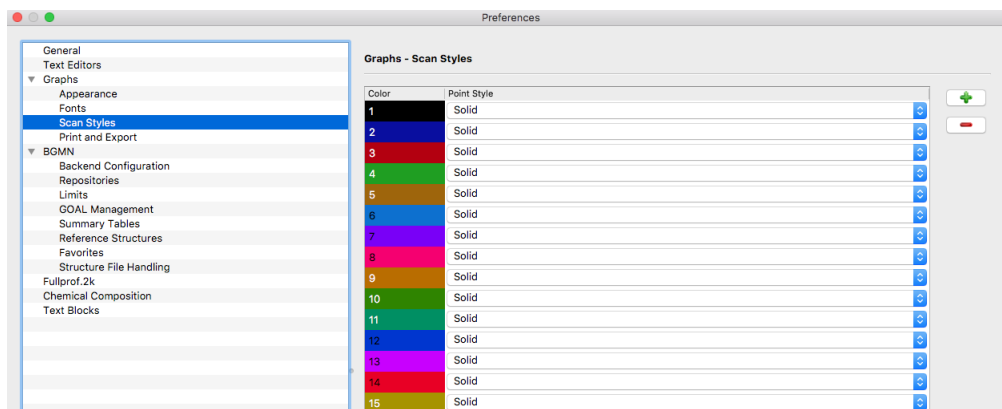 Preferences
General
Text Editors
Graphs
Appearance
Fonts
Scan Styles
Print and Export
BGMN
Backend Configuration
Repositories
Limits
GOAL Management
Summary Tables
Reference Structures
Favorites
Structure File Handling
Fullprof.2k
Chemical Composition
Text Blocks
Graphs - Scan Styles
Color Point Style
1 Solid
2 Solid
3 Solid
4 Solid
5 Solid
6 Solid
7 Solid
8 Solid
9 Solid
10 Solid
11 Solid
12 Solid
13 Solid
14 Solid
15 Solid